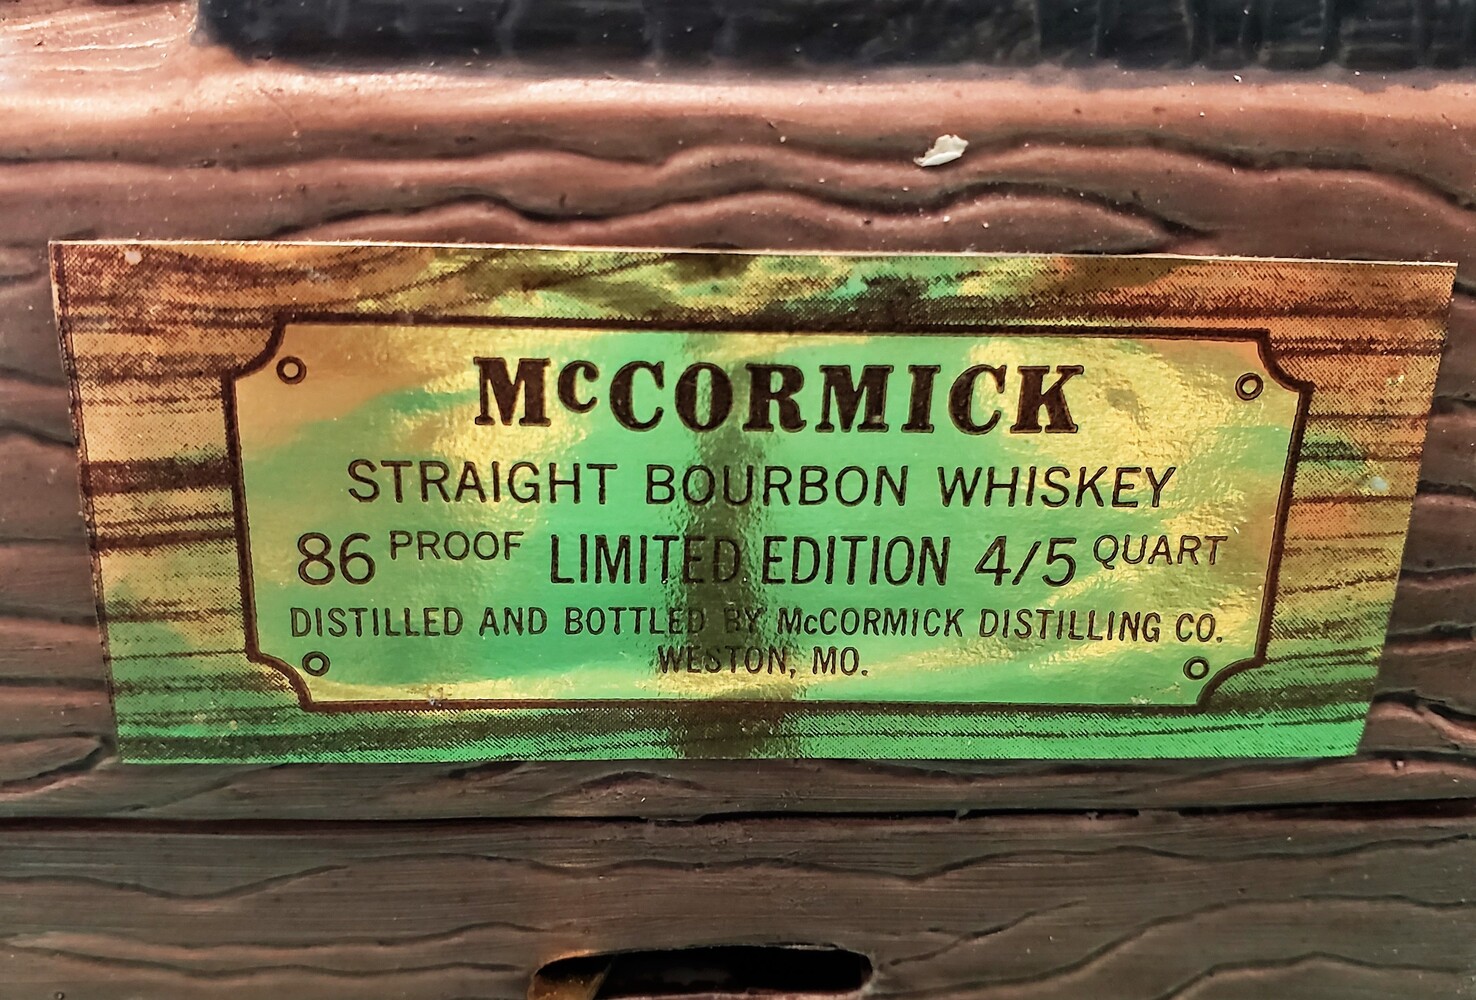 McCORMICK
STRAIGHT BOURBON WHISKEY
86 PROOF LIMITED EDITION 4/5 QUART
DISTILLED AND BOTTLED BY McCORMICK DISTILLING CO.
WESTON, MO.